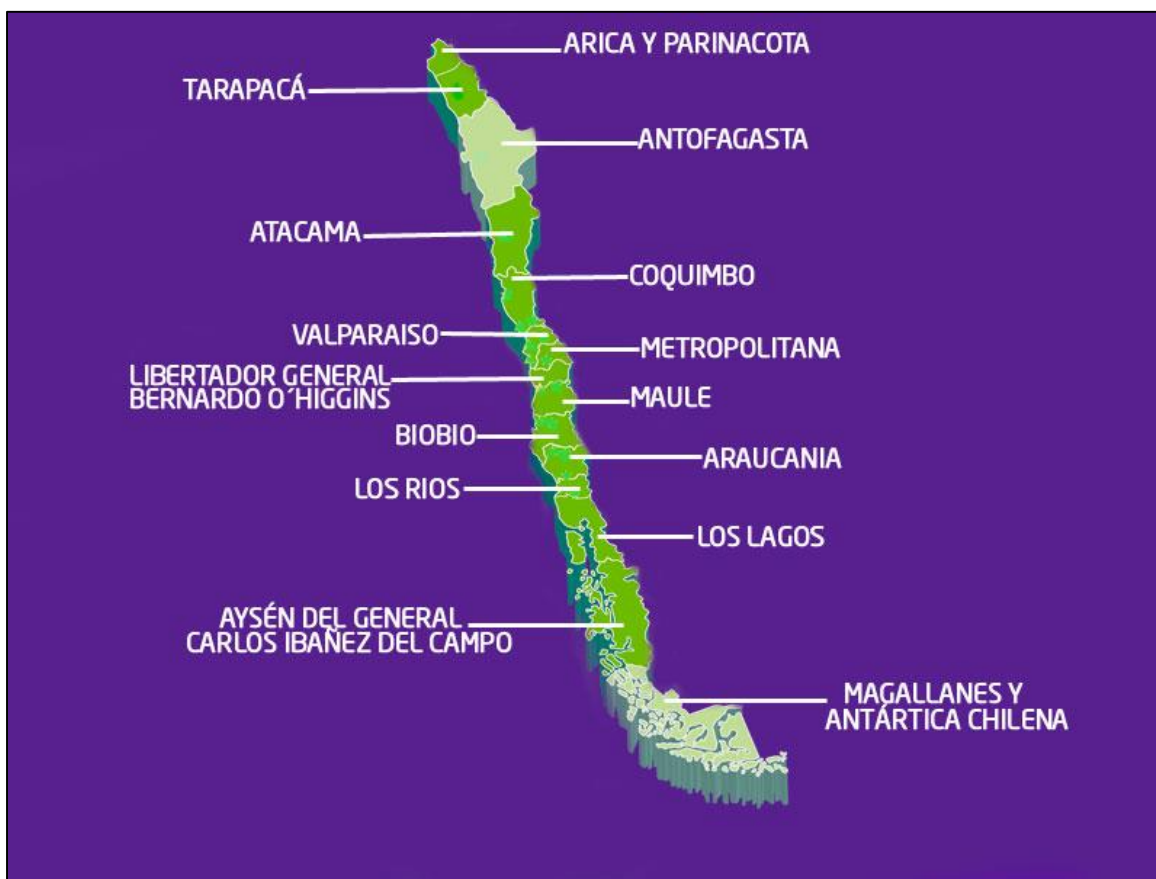 ARICA Y PARINACOTA
TARAPACÁ
ANTOFAGASTA
ATACAMA
COQUIMBO
VALPARAISO
METROPOLITANA
LIBERTADOR GENERAL
BERNARDO O´HIGGINS
MAULE
BIOBIO
ARAUCANIA
LOS RIOS
LOS LAGOS
AYSÉN DEL GENERAL
CARLOS IBAÑEZ DEL CAMPO
MAGALLANES Y
ANTÁRTICA CHILENA